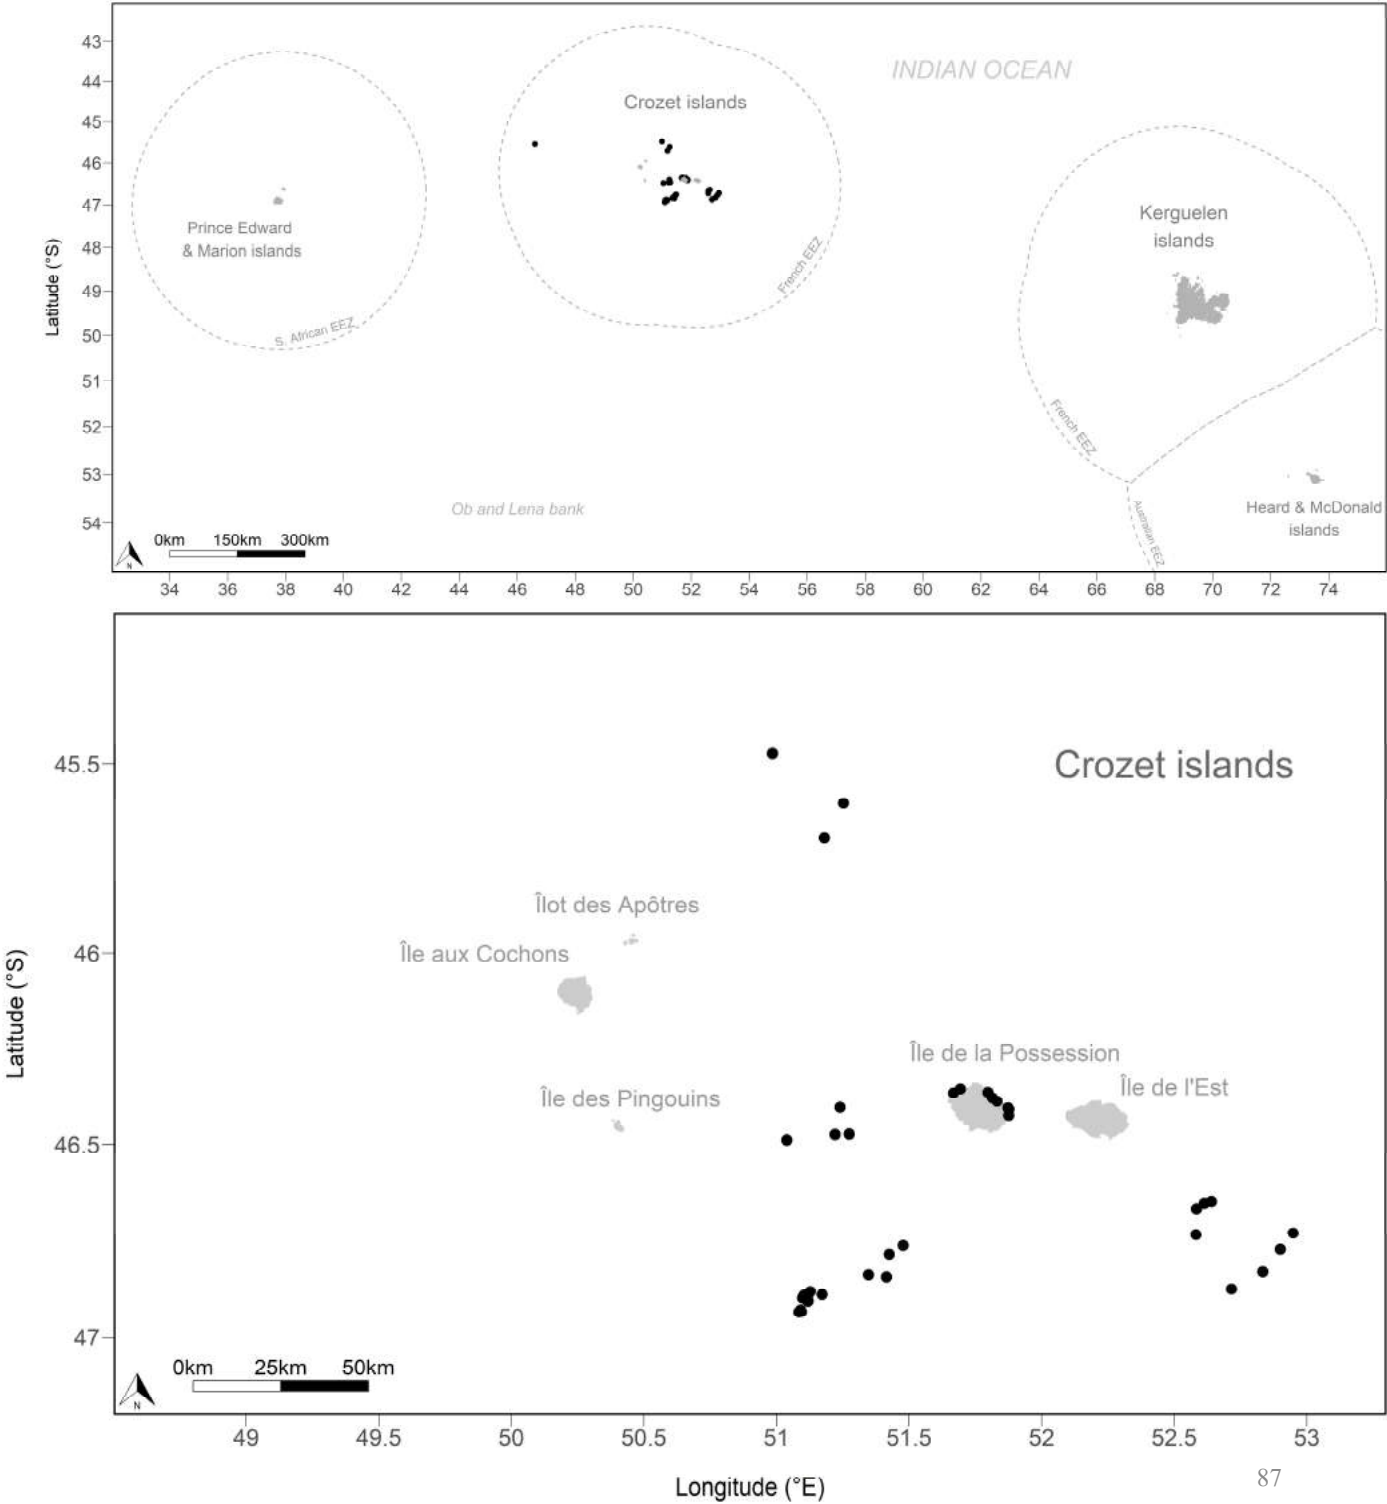 43
INDIAN OCEAN
44
Crozet islands
45
46
47
Prince Edward
& Marion islands
Kerguelen
islands
48
49
50
51
52
53
54
Latitude (°S)
French EEZ
S. African EEZ
French EEZ
Australian EEZ
Ob and Lena bank
Heard & McDonald
islands
0km 150km 300km
N
34 36 38 40 42 44 46 48 50 52 54 56 58 60 62 64 66 68 70 72 74
Crozet islands
45.5
Îlot des Apôtres
46
Île aux Cochons
Île de la Possession
Île de l'Est
Île des Pingouins
46.5
47
Latitude (°S)
0km 25km 50km
N
49 49.5 50 50.5 51 51.5 52 52.5 53
Longitude (°E)
87